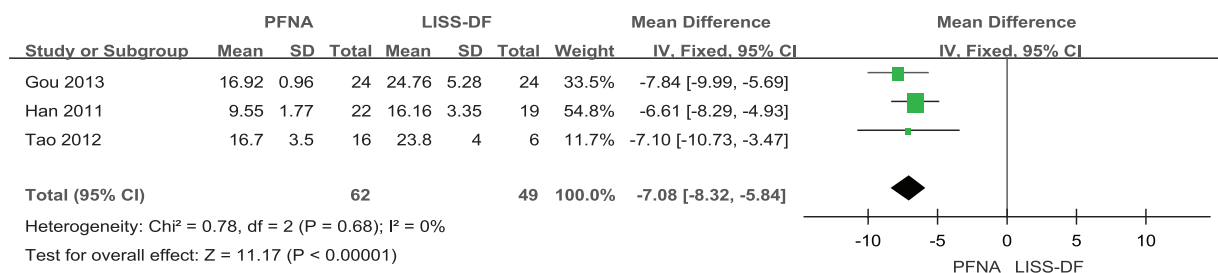 PFNA LISS-DF Mean Difference Mean Difference
Study or Subgroup Mean SD Total Mean SD Total Weight IV, Fixed, 95% CI IV, Fixed, 95% CI
Gou 2013 16.92 0.96 24 24.76 5.28 24 33.5% -7.84 [-9.99, -5.69]
Han 2011 9.55 1.77 22 16.16 3.35 19 54.8% -6.61 [-8.29, -4.93]
Tao 2012 16.7 3.5 16 23.8 4 6 11.7% -7.10 [-10.73, -3.47]
Total (95% CI) 62 49 100.0% -7.08 [-8.32, -5.84]
Heterogeneity: Chi² = 0.78, df = 2 (P = 0.68); I² = 0%
Test for overall effect: Z = 11.17 (P < 0.00001)
-10 -5 0 5 10
PFNA LISS-DF